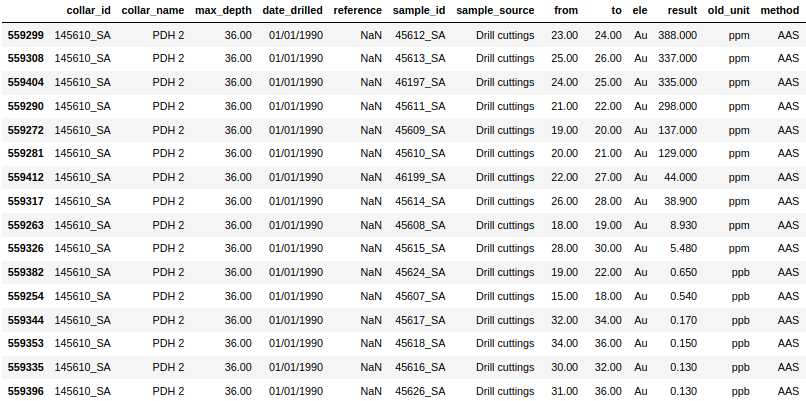 collar_id collar_name max_depth date_drilled reference sample_id sample_source from to ele result old_unit method
559299 145610_SA PDH 2 36.00 01/01/1990 NaN 45612_SA Drill cuttings 23.00 24.00 Au 388.000 ppm AAS
559308 145610_SA PDH 2 36.00 01/01/1990 NaN 45613_SA Drill cuttings 25.00 26.00 Au 337.000 ppm AAS
559404 145610_SA PDH 2 36.00 01/01/1990 NaN 46197_SA Drill cuttings 24.00 25.00 Au 335.000 ppm AAS
559290 145610_SA PDH 2 36.00 01/01/1990 NaN 45611_SA Drill cuttings 21.00 22.00 Au 298.000 ppm AAS
559272 145610_SA PDH 2 36.00 01/01/1990 NaN 45609_SA Drill cuttings 19.00 20.00 Au 137.000 ppm AAS
559281 145610_SA PDH 2 36.00 01/01/1990 NaN 45610_SA Drill cuttings 20.00 21.00 Au 129.000 ppm AAS
559412 145610_SA PDH 2 36.00 01/01/1990 NaN 46199_SA Drill cuttings 22.00 27.00 Au 44.000 ppm AAS
559317 145610_SA PDH 2 36.00 01/01/1990 NaN 45614_SA Drill cuttings 26.00 28.00 Au 38.900 ppm AAS
559263 145610_SA PDH 2 36.00 01/01/1990 NaN 45608_SA Drill cuttings 18.00 19.00 Au 8.930 ppm AAS
559326 145610_SA PDH 2 36.00 01/01/1990 NaN 45615_SA Drill cuttings 28.00 30.00 Au 5.480 ppm AAS
559382 145610_SA PDH 2 36.00 01/01/1990 NaN 45624_SA Drill cuttings 19.00 22.00 Au 0.650 ppb AAS
559254 145610_SA PDH 2 36.00 01/01/1990 NaN 45607_SA Drill cuttings 15.00 18.00 Au 0.540 ppb AAS
559344 145610_SA PDH 2 36.00 01/01/1990 NaN 45617_SA Drill cuttings 32.00 34.00 Au 0.170 ppb AAS
559353 145610_SA PDH 2 36.00 01/01/1990 NaN 45618_SA Drill cuttings 34.00 36.00 Au 0.150 ppb AAS
559335 145610_SA PDH 2 36.00 01/01/1990 NaN 45616_SA Drill cuttings 30.00 32.00 Au 0.130 ppb AAS
559396 145610_SA PDH 2 36.00 01/01/1990 NaN 45626_SA Drill cuttings 31.00 36.00 Au 0.130 ppb AAS